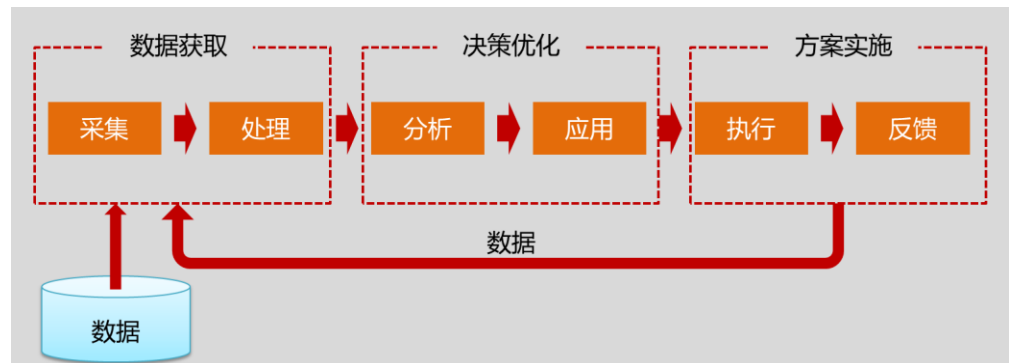 数据获取
决策优化
方案实施
采集
处理
分析
应用
执行
反馈
数据
数据